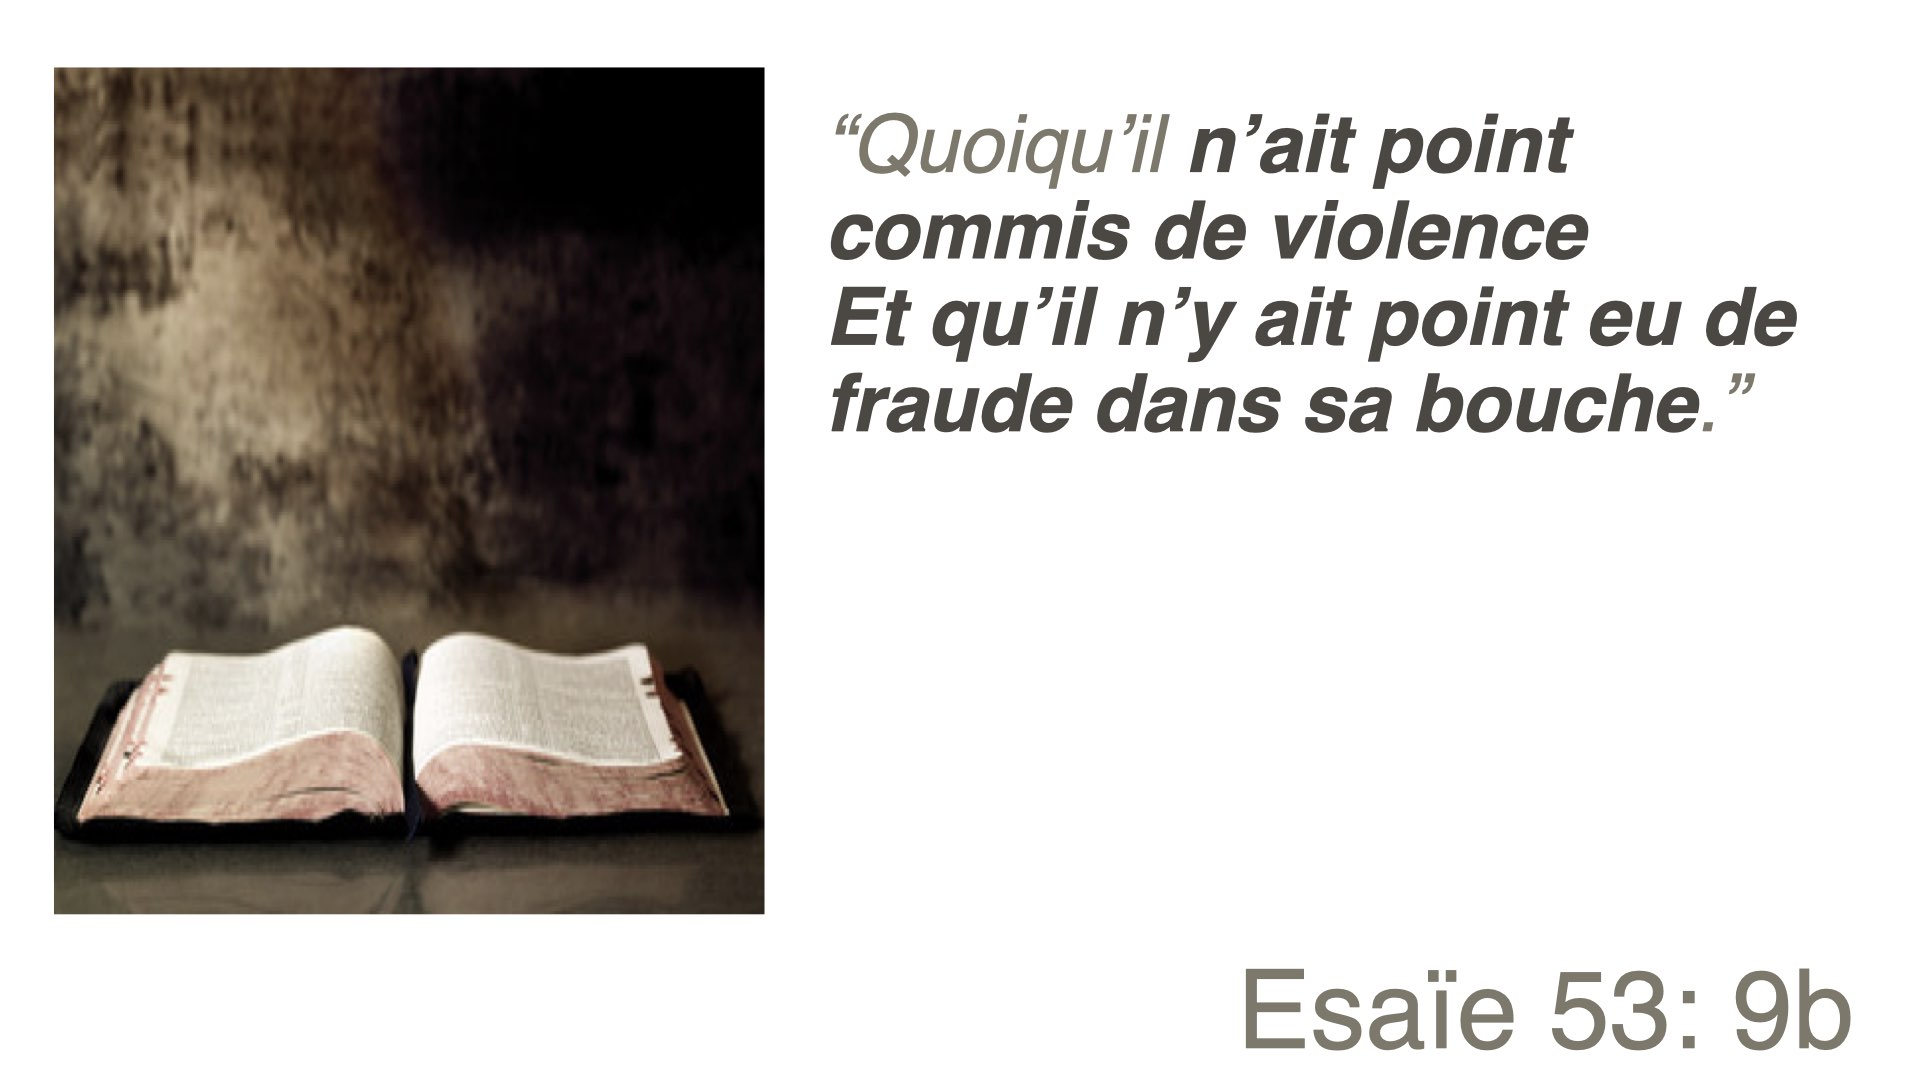 “Quoiqu’il n’ait point
commis de violence
Et qu’il n’y ait point eu de
fraude dans sa bouche.”
Esaïe 53: 9b